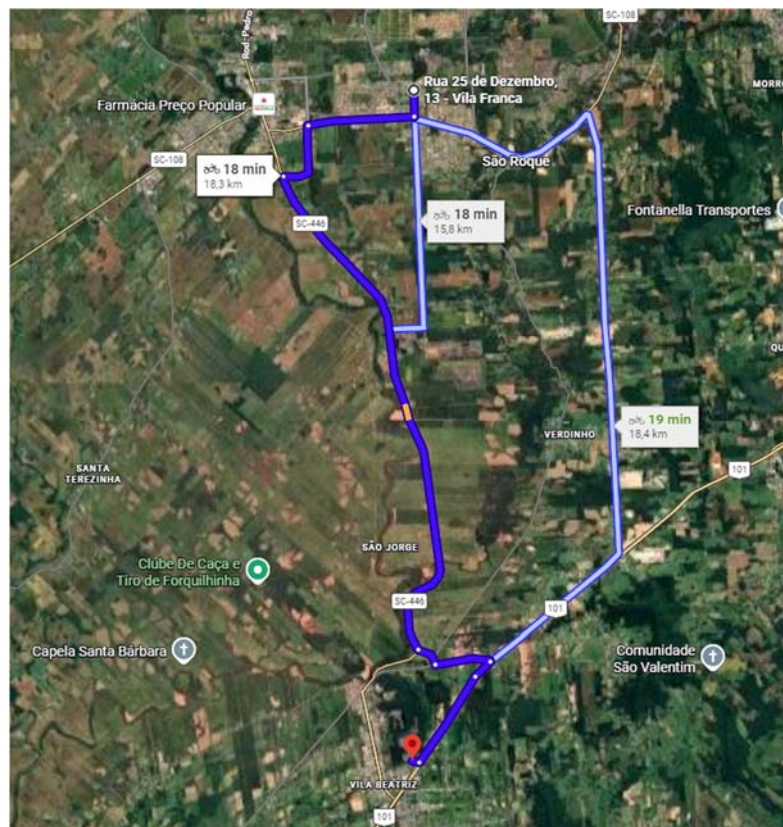 SC-108
Rod. Pedro
Rua 25 de Dezembro,
13 - Vila Franca
MORRO
Farmácia Preço Popular
SC-108
São Roque
18 min
18,3 km
18 min
15,8 km
Fontanella Transportes
SC-446
QU
19 min
18,4 km
VERDINHO
101
SANTA
TEREZINHA
SÃO JORGE
Clube De Caça e
Tiro de Forquilhinha
SC-446
101
Capela Santa Bárbara
Comunidade
São Valentim
VILA BEATRIZ
101